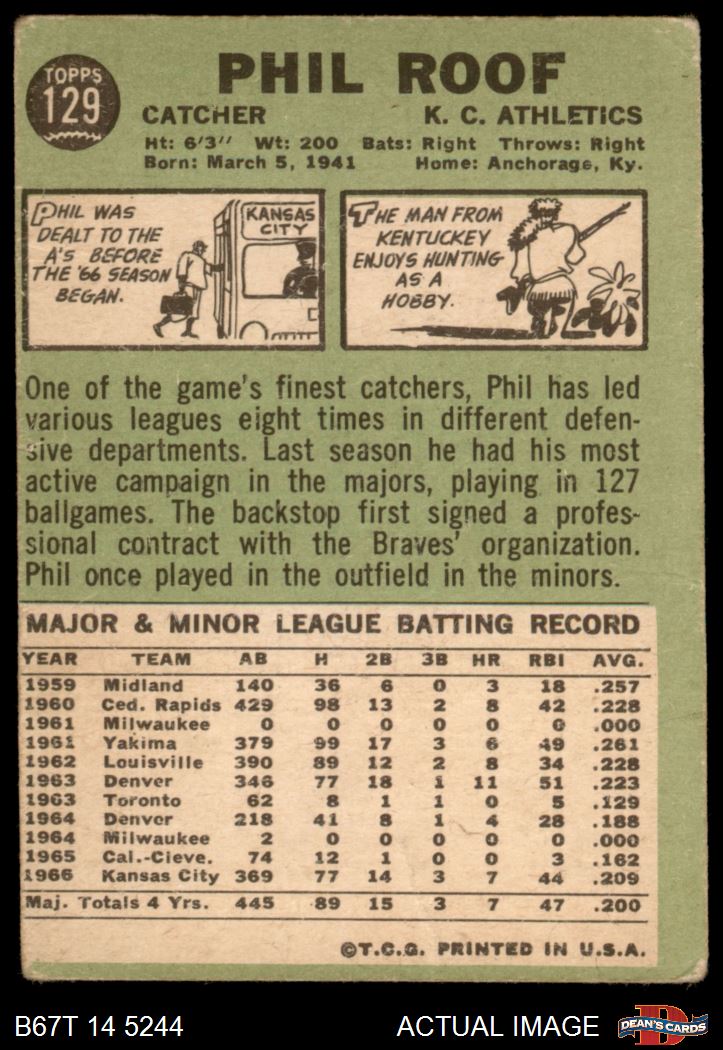 PHIL ROOF
TOPPS
129
CATCHER K. C. ATHLETICS
Ht: 6'3" Wt: 200 Bats: Right Throws: Right
Born: March 5, 1941 Home: Anchorage, Ky.
PHIL WAS
DEALT TO THE
A'S BEFORE
THE '66 SEASON
BEGAN.
KANSAS
CITY
THE MAN FROM
KENTUCKEY
ENJOYS HUNTING
AS A
HOBBY.
One of the game's finest catchers, Phil has led
various leagues eight times in different defen-
sive departments. Last season he had his most
active campaign in the majors, playing in 127
ballgames. The backstop first signed a profes-
sional contract with the Braves' organization.
Phil once played in the outfield in the minors.
MAJOR & MINOR LEAGUE BATTING RECORD
YEAR TEAM AB H 2B 3B HR RBI AVG.
1959 Midland 140 36 6 0 3 18 .257
1960 Ced. Rapids 429 98 13 2 8 42 .228
1961 Milwaukee 0 0 0 0 0 0 .000
1961 Yakima 379 99 17 3 6 49 .261
1962 Louisville 390 89 12 2 8 34 .228
1963 Denver 346 77 18 1 11 51 .223
1963 Toronto 62 8 1 1 0 5 .129
1964 Denver 218 41 8 1 4 28 .188
1964 Milwaukee 2 0 0 0 0 0 .000
1965 Cal.-Cleve. 74 12 1 0 0 3 .162
1966 Kansas City 369 77 14 3 7 44 .209
Maj. Totals 4 Yrs. 445 89 15 3 7 47 .200
©T.C.G. PRINTED IN U.S.A.
B67T 14 5244 ACTUAL IMAGE
D
DEAN'S CARDS